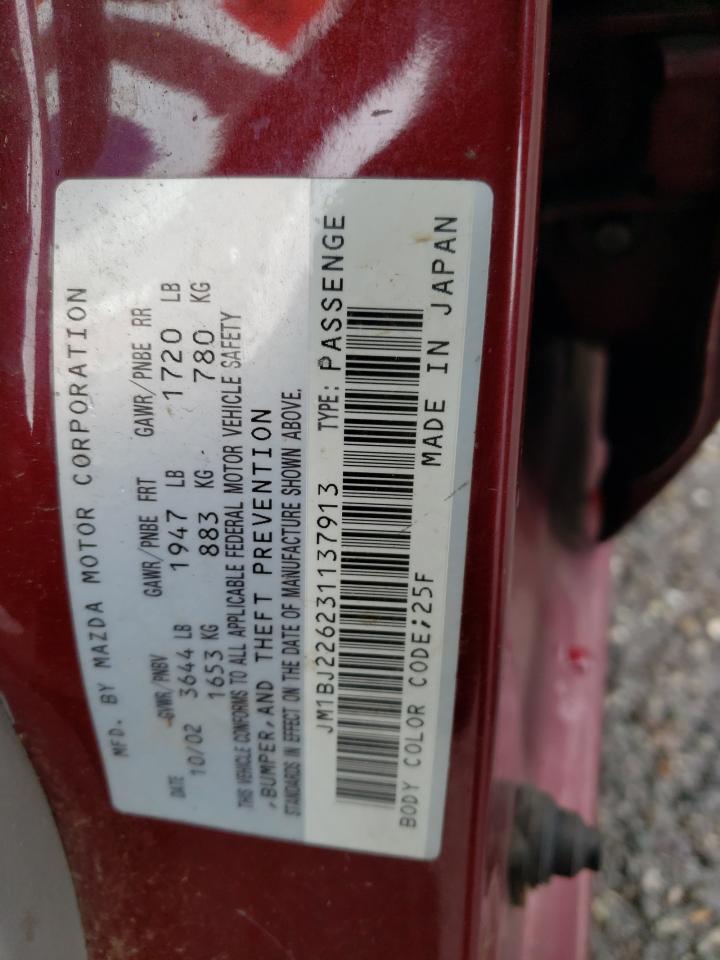 MFD. BY MAZDA MOTOR CORPORATION
DATE GVWR/PNBV GAWR/PNBE FRT GAWR/PNBE RR
10/02 3644 LB 1947 LB 1720 LB
1653 KG 883 KG 780 KG
THIS VEHICLE CONFORMS TO ALL APPLICABLE FEDERAL MOTOR VEHICLE SAFETY
,BUMPER,AND THEFT PREVENTION
STANDARDS IN EFFECT ON THE DATE OF MANUFACTURE SHOWN ABOVE.
JM1BJ226231137913 TYPE: PASSENGE
BODY COLOR CODE;25F MADE IN JAPAN